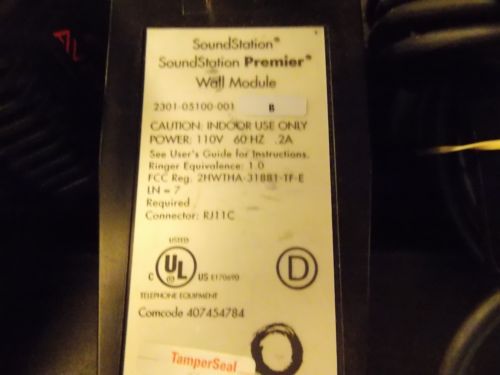 SoundStation®
SoundStation Premier®
Wall Module
2301-05100-001 B
CAUTION: INDOOR USE ONLY
POWER: 110V 60 HZ .2A
See User's Guide for Instructions.
Ringer Equivalence: 1.0
FCC Reg. 2HWTHA-31881-TF-E
LN = 7
Required
Connector: RJ11C
LISTED
C UL US E170690
D
TELEPHONE EQUIPMENT
Comcode 407454784
TamperSeal